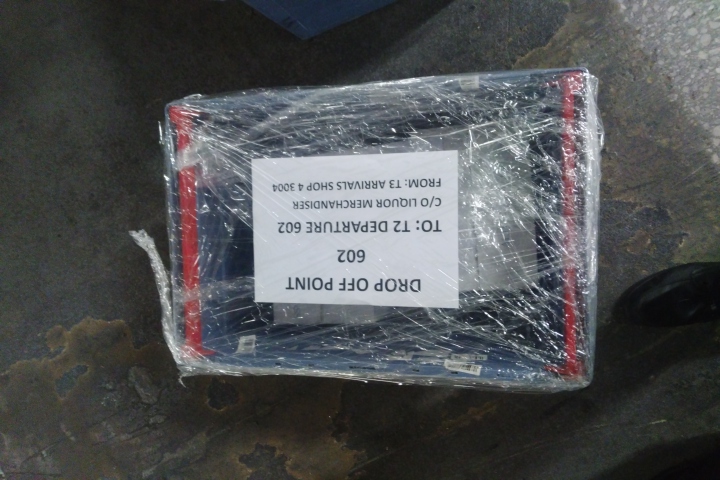 DROP OFF POINT
602
TO: T2 DEPARTURE 602
C/O LIQUOR MERCHANDISER
FROM: T3 ARRIVALS SHOP 4 3004